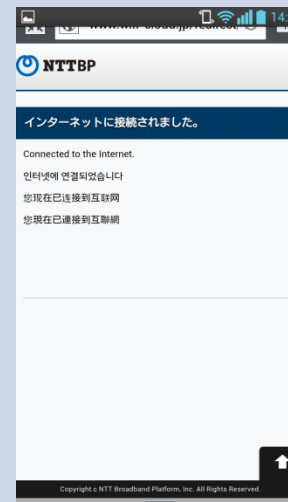 14:
NTTBP
インターネットに接続されました。
Connected to the Internet.
인터넷에 연결되었습니다
您现在已连接到互联网
您現在已連接到互聯網
Copyright c NTT Broadband Platform, Inc. All Rights Reserved.